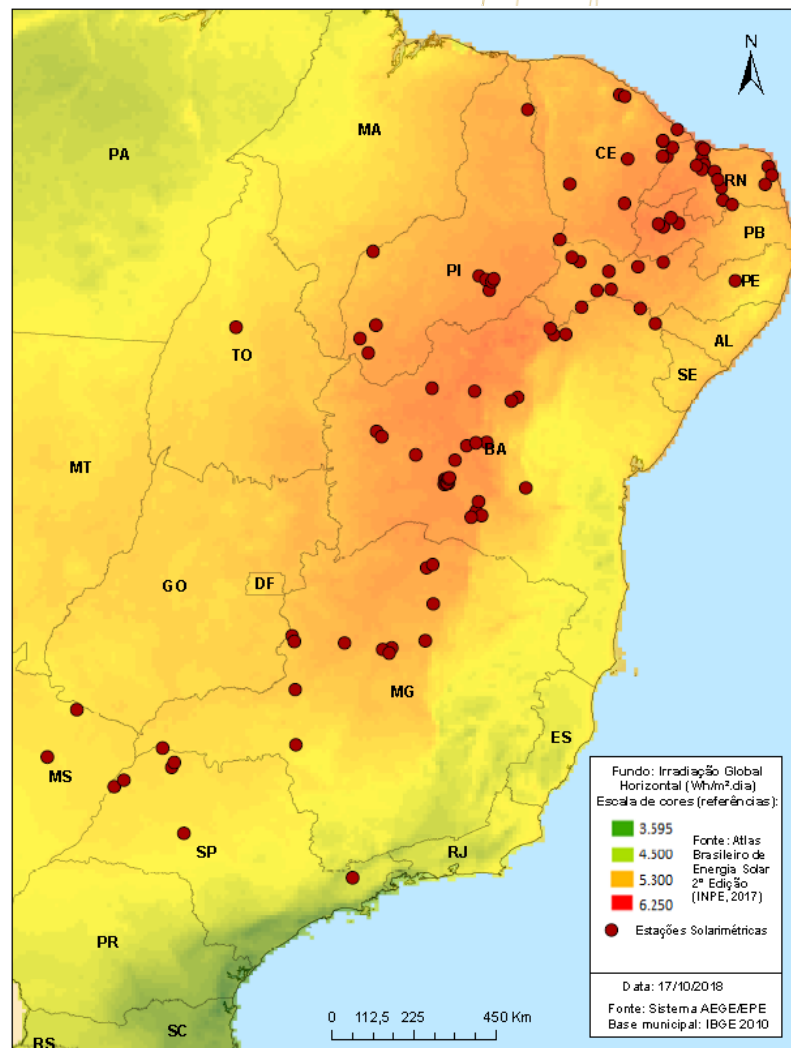 N
MA
PA
CE
RN
PB
PI
PE
TO
AL
SE
MT
BA
GO
DF
MG
ES
MS
SP
RJ
PR
SC
RS
Fundo: Irradiação Global
Horizontal (Wh/m².dia)
Escala de cores (referências):
3.595
4.500
5.300
6.250
Fonte: Atlas
Brasileiro de
Energia Solar
2ª Edição
(INPE, 2017)
Estações Solarimétricas
Data: 17/10/2018
Fonte: Sistema AEGE/EPE
Base municipal: IBGE 2010
0 112,5 225 450 Km